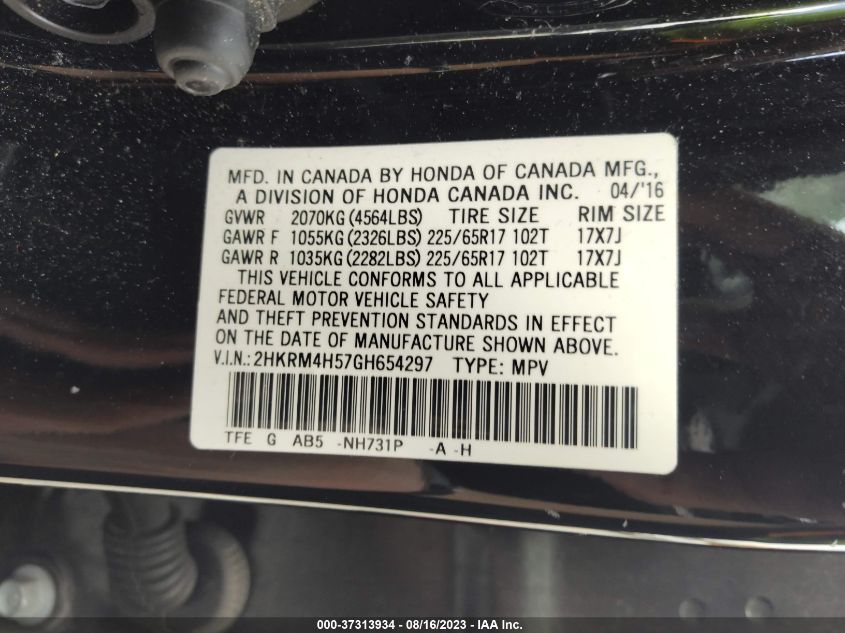 MFD. IN CANADA BY HONDA OF CANADA MFG.,
A DIVISION OF HONDA CANADA INC. 04/'16
GVWR 2070KG (4564LBS) TIRE SIZE RIM SIZE
GAWR F 1055KG (2326LBS) 225/65R17 102T 17X7J
GAWR R 1035KG (2282LBS) 225/65R17 102T 17X7J
THIS VEHICLE CONFORMS TO ALL APPLICABLE
FEDERAL MOTOR VEHICLE SAFETY
AND THEFT PREVENTION STANDARDS IN EFFECT
ON THE DATE OF MANUFACTURE SHOWN ABOVE.
V.I.N.: 2HKRM4H57GH654297 TYPE: MPV
TFE G AB5 -NH731P -A -H
000-37313934 - 08/16/2023 - IAA Inc.